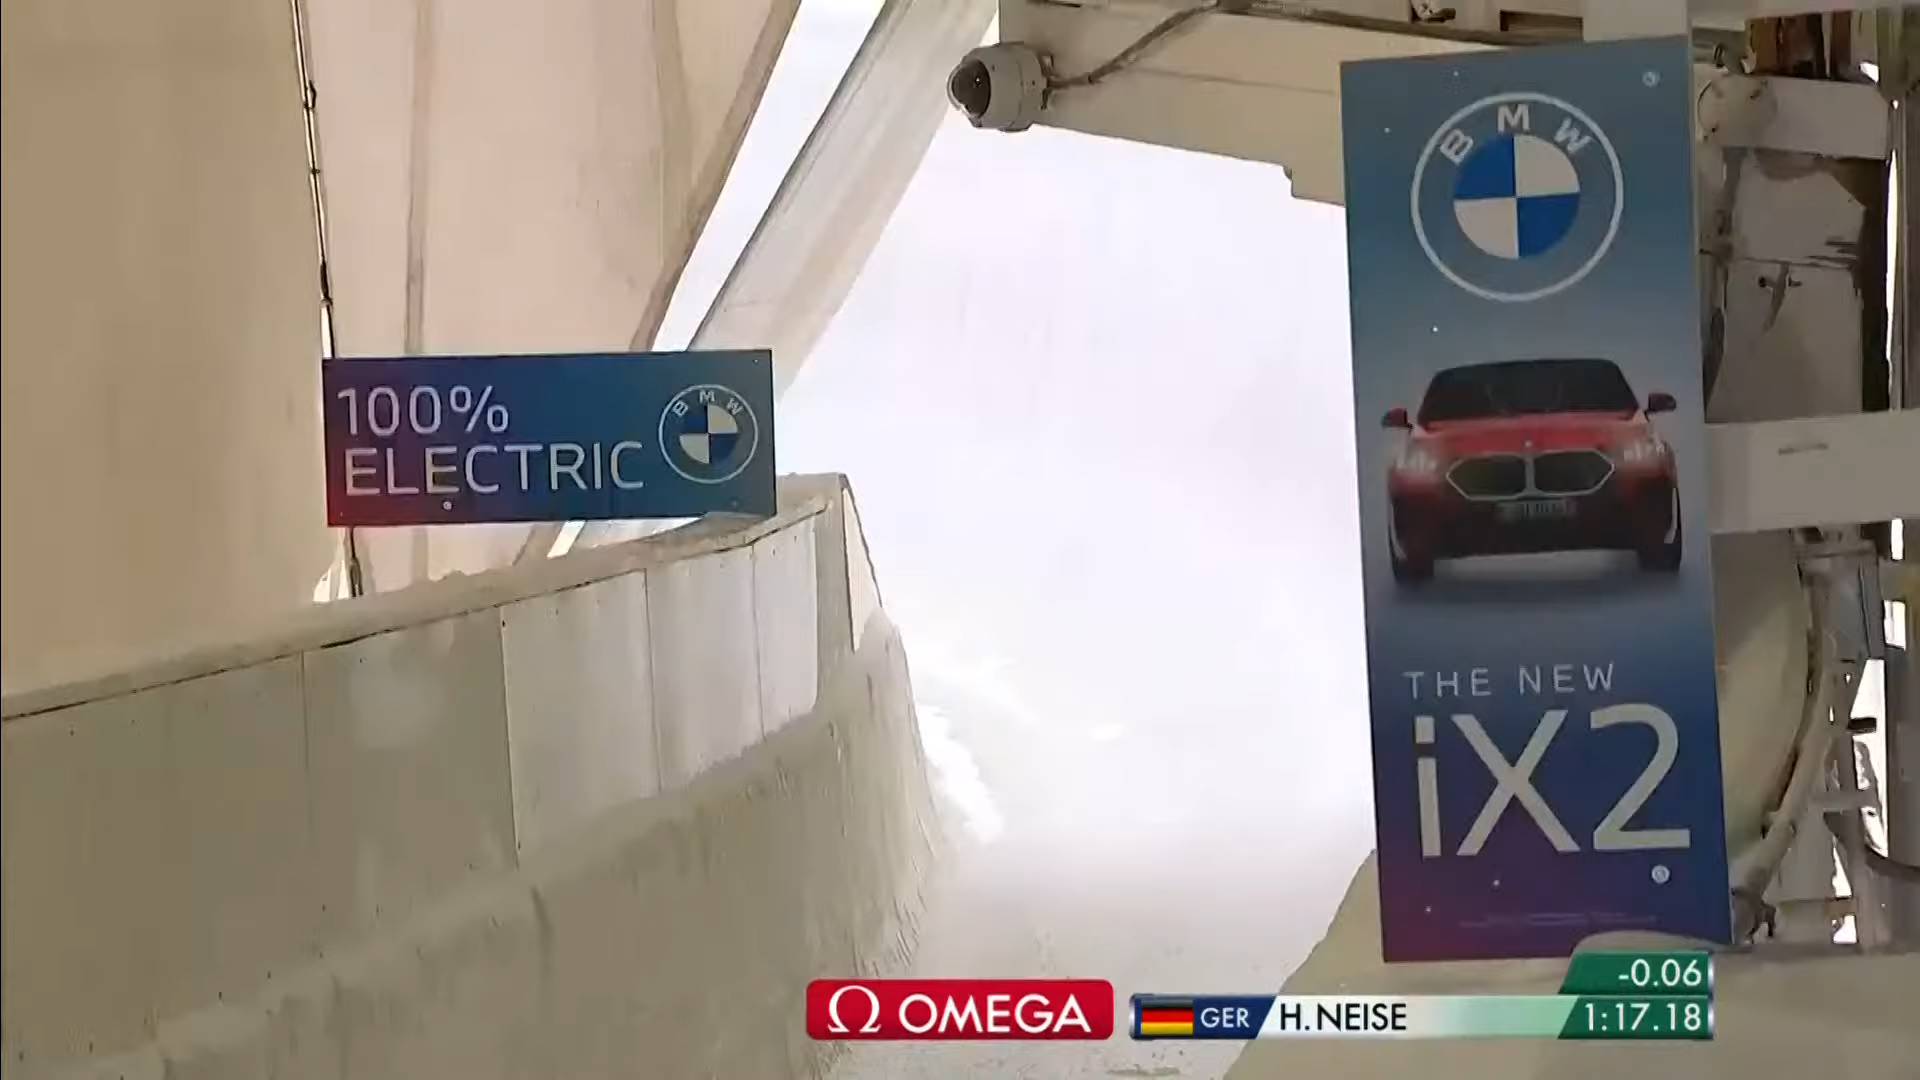 BMW
100%
ELECTRIC
BMW
THE NEW
iX2
-0.06
Ω OMEGA
GER H.NEISE 1:17.18